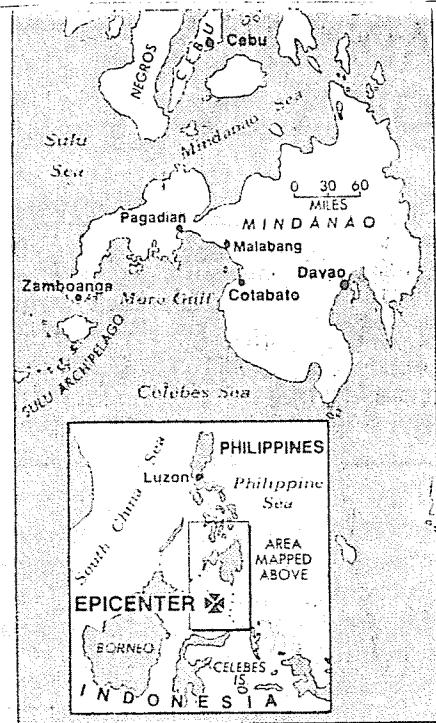 Cebu
NEGROS
CEBU
Sulu
Sea
Mindanao Sea
0 30 60
MILES
Pagadian
MINDANAO
Malabang
Zamboanga
Davao
Moro Gulf
Cotabato
SULU ARCHIPELAGO
Celebes Sea
PHILIPPINES
Luzon
South China Sea
Philippine
Sea
AREA
MAPPED
ABOVE
EPICENTER
BORNEO
CELEBES
IS
INDONESIA